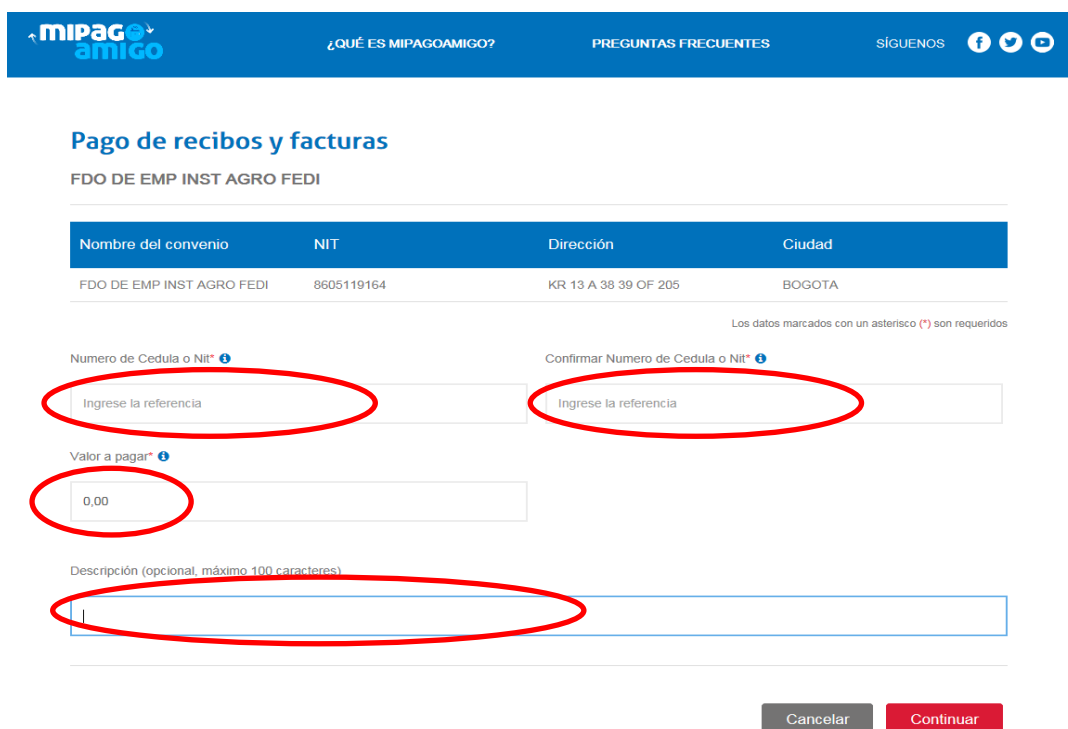 mipago
amigo
¿QUÉ ES MIPAGOAMIGO? PREGUNTAS FRECUENTES SÍGUENOS
Pago de recibos y facturas
FDO DE EMP INST AGRO FEDI
Nombre del convenio NIT Dirección Ciudad
FDO DE EMP INST AGRO FEDI 8605119164 KR 13 A 38 39 OF 205 BOGOTA
Los datos marcados con un asterisco (*) son requeridos
Numero de Cedula o Nit* Confirmar Numero de Cedula o Nit*
Ingrese la referencia Ingrese la referencia
Valor a pagar*
0,00
Descripción (opcional, máximo 100 caracteres)
Cancelar Continuar